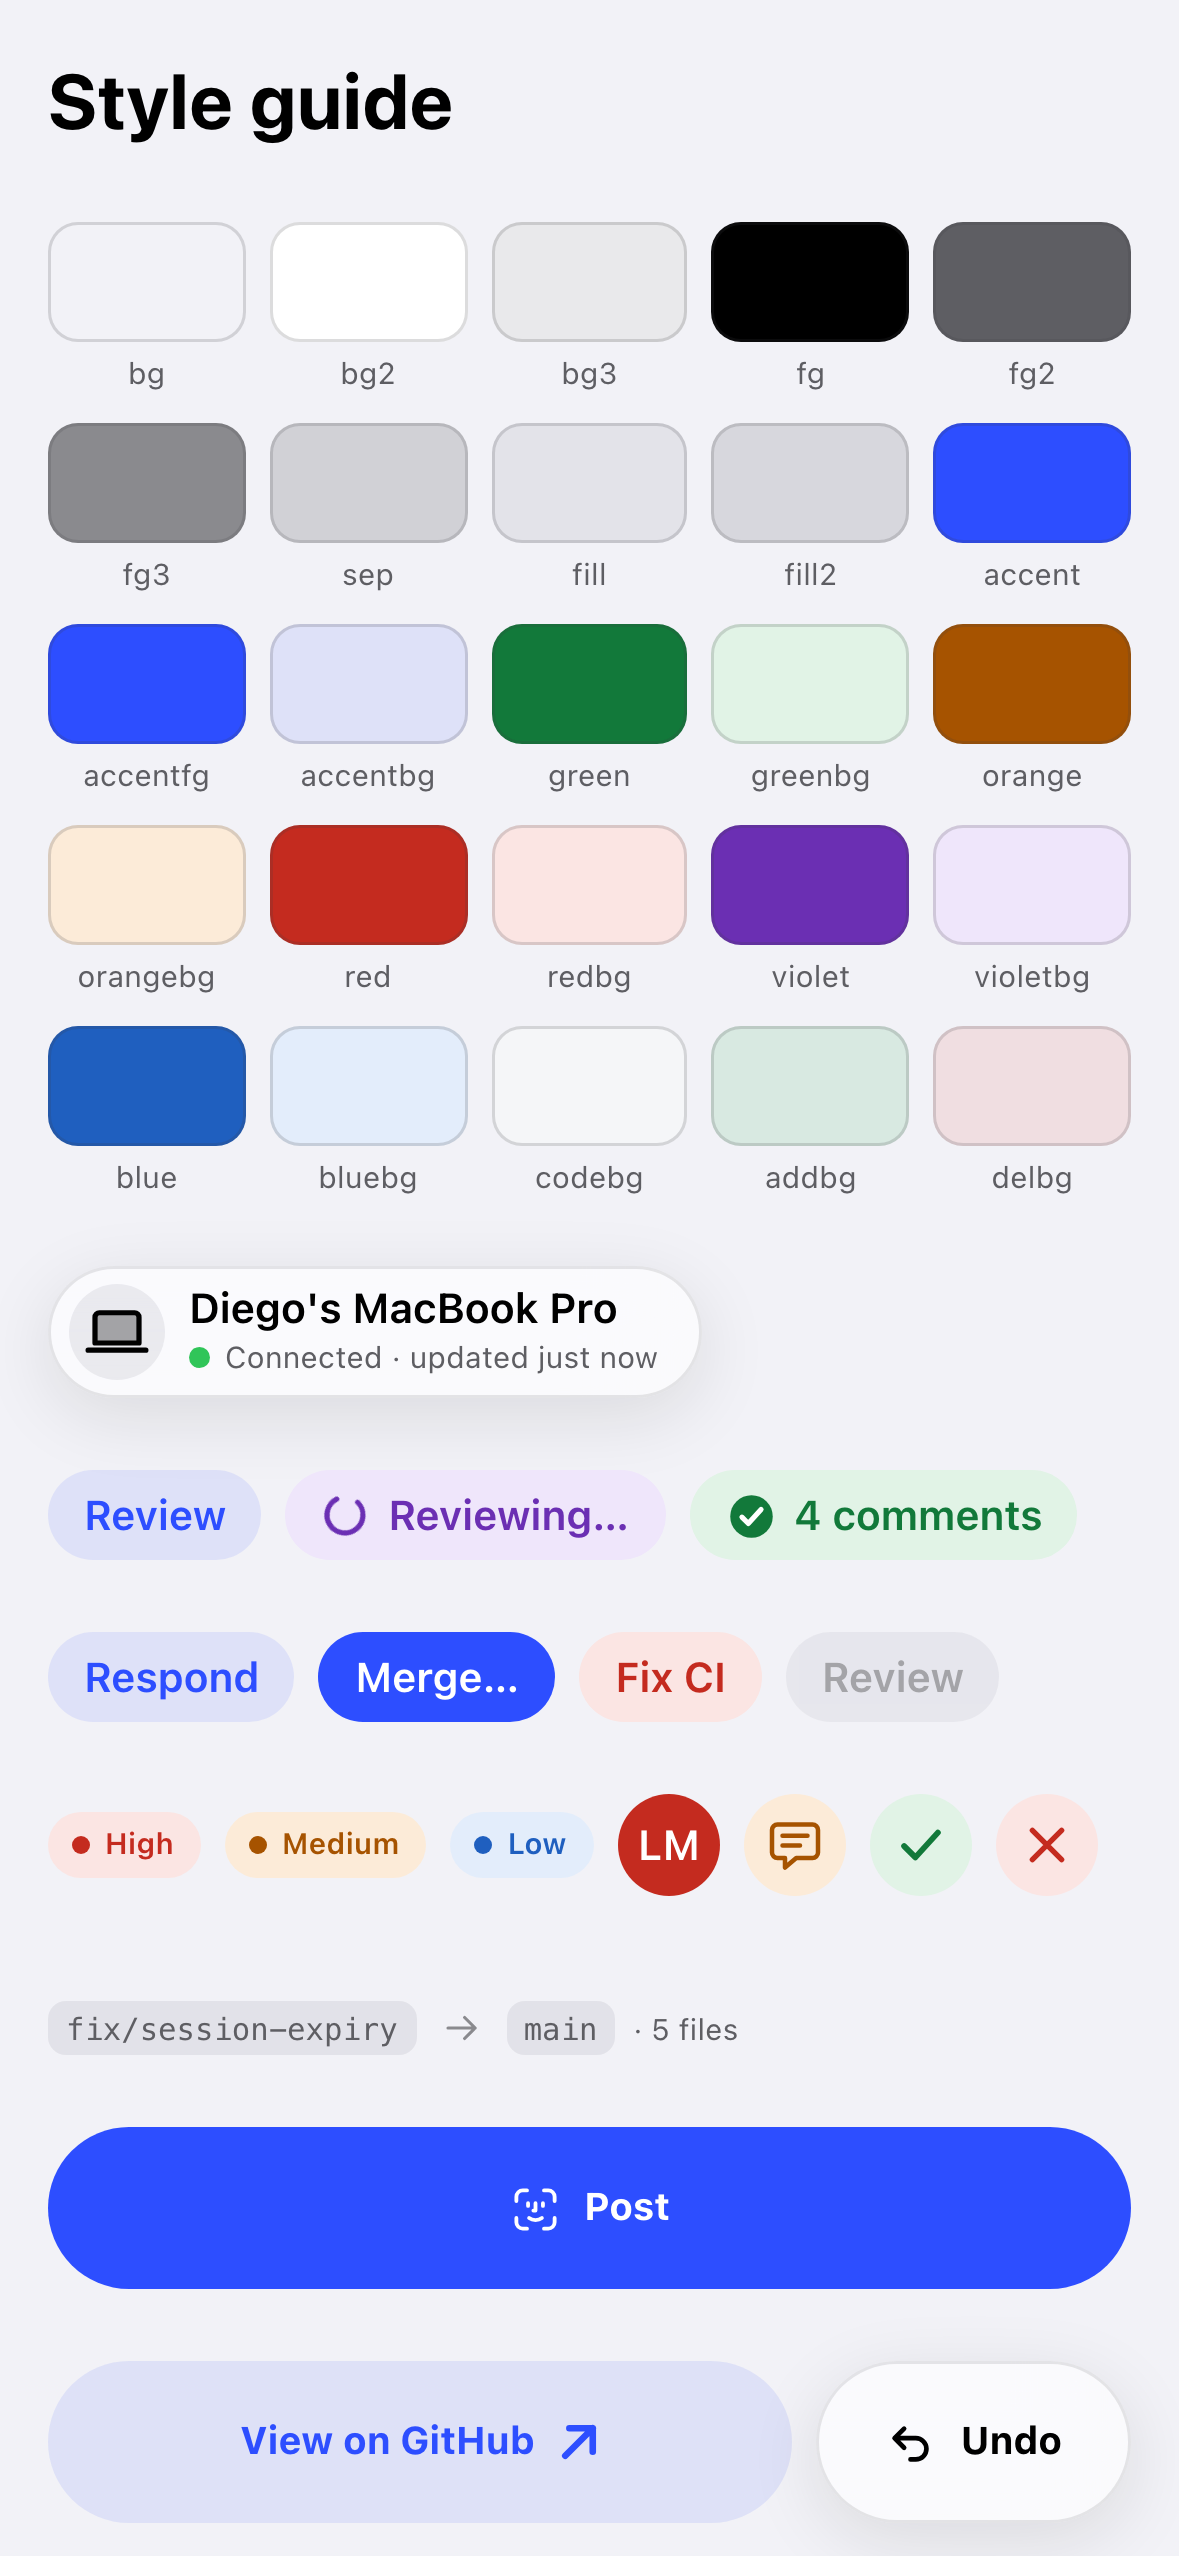 Style guide
bg bg2 bg3 fg fg2
fg3 sep fill fill2 accent
accentfg accentbg green greenbg orange
orangebg red redbg violet violetbg
blue bluebg codebg addbg delbg
Diego's MacBook Pro
Connected · updated just now
Review Reviewing... 4 comments
Respond Merge... Fix CI Review
High Medium Low LM
fix/session-expiry → main · 5 files
Post
View on GitHub Undo